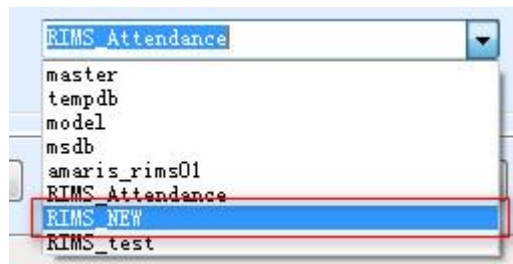 RIMS_Attendance
master
tempdb
model
msdb
amaris_rims01
RIMS_Attendance
RIMS_NEW
RIMS_test